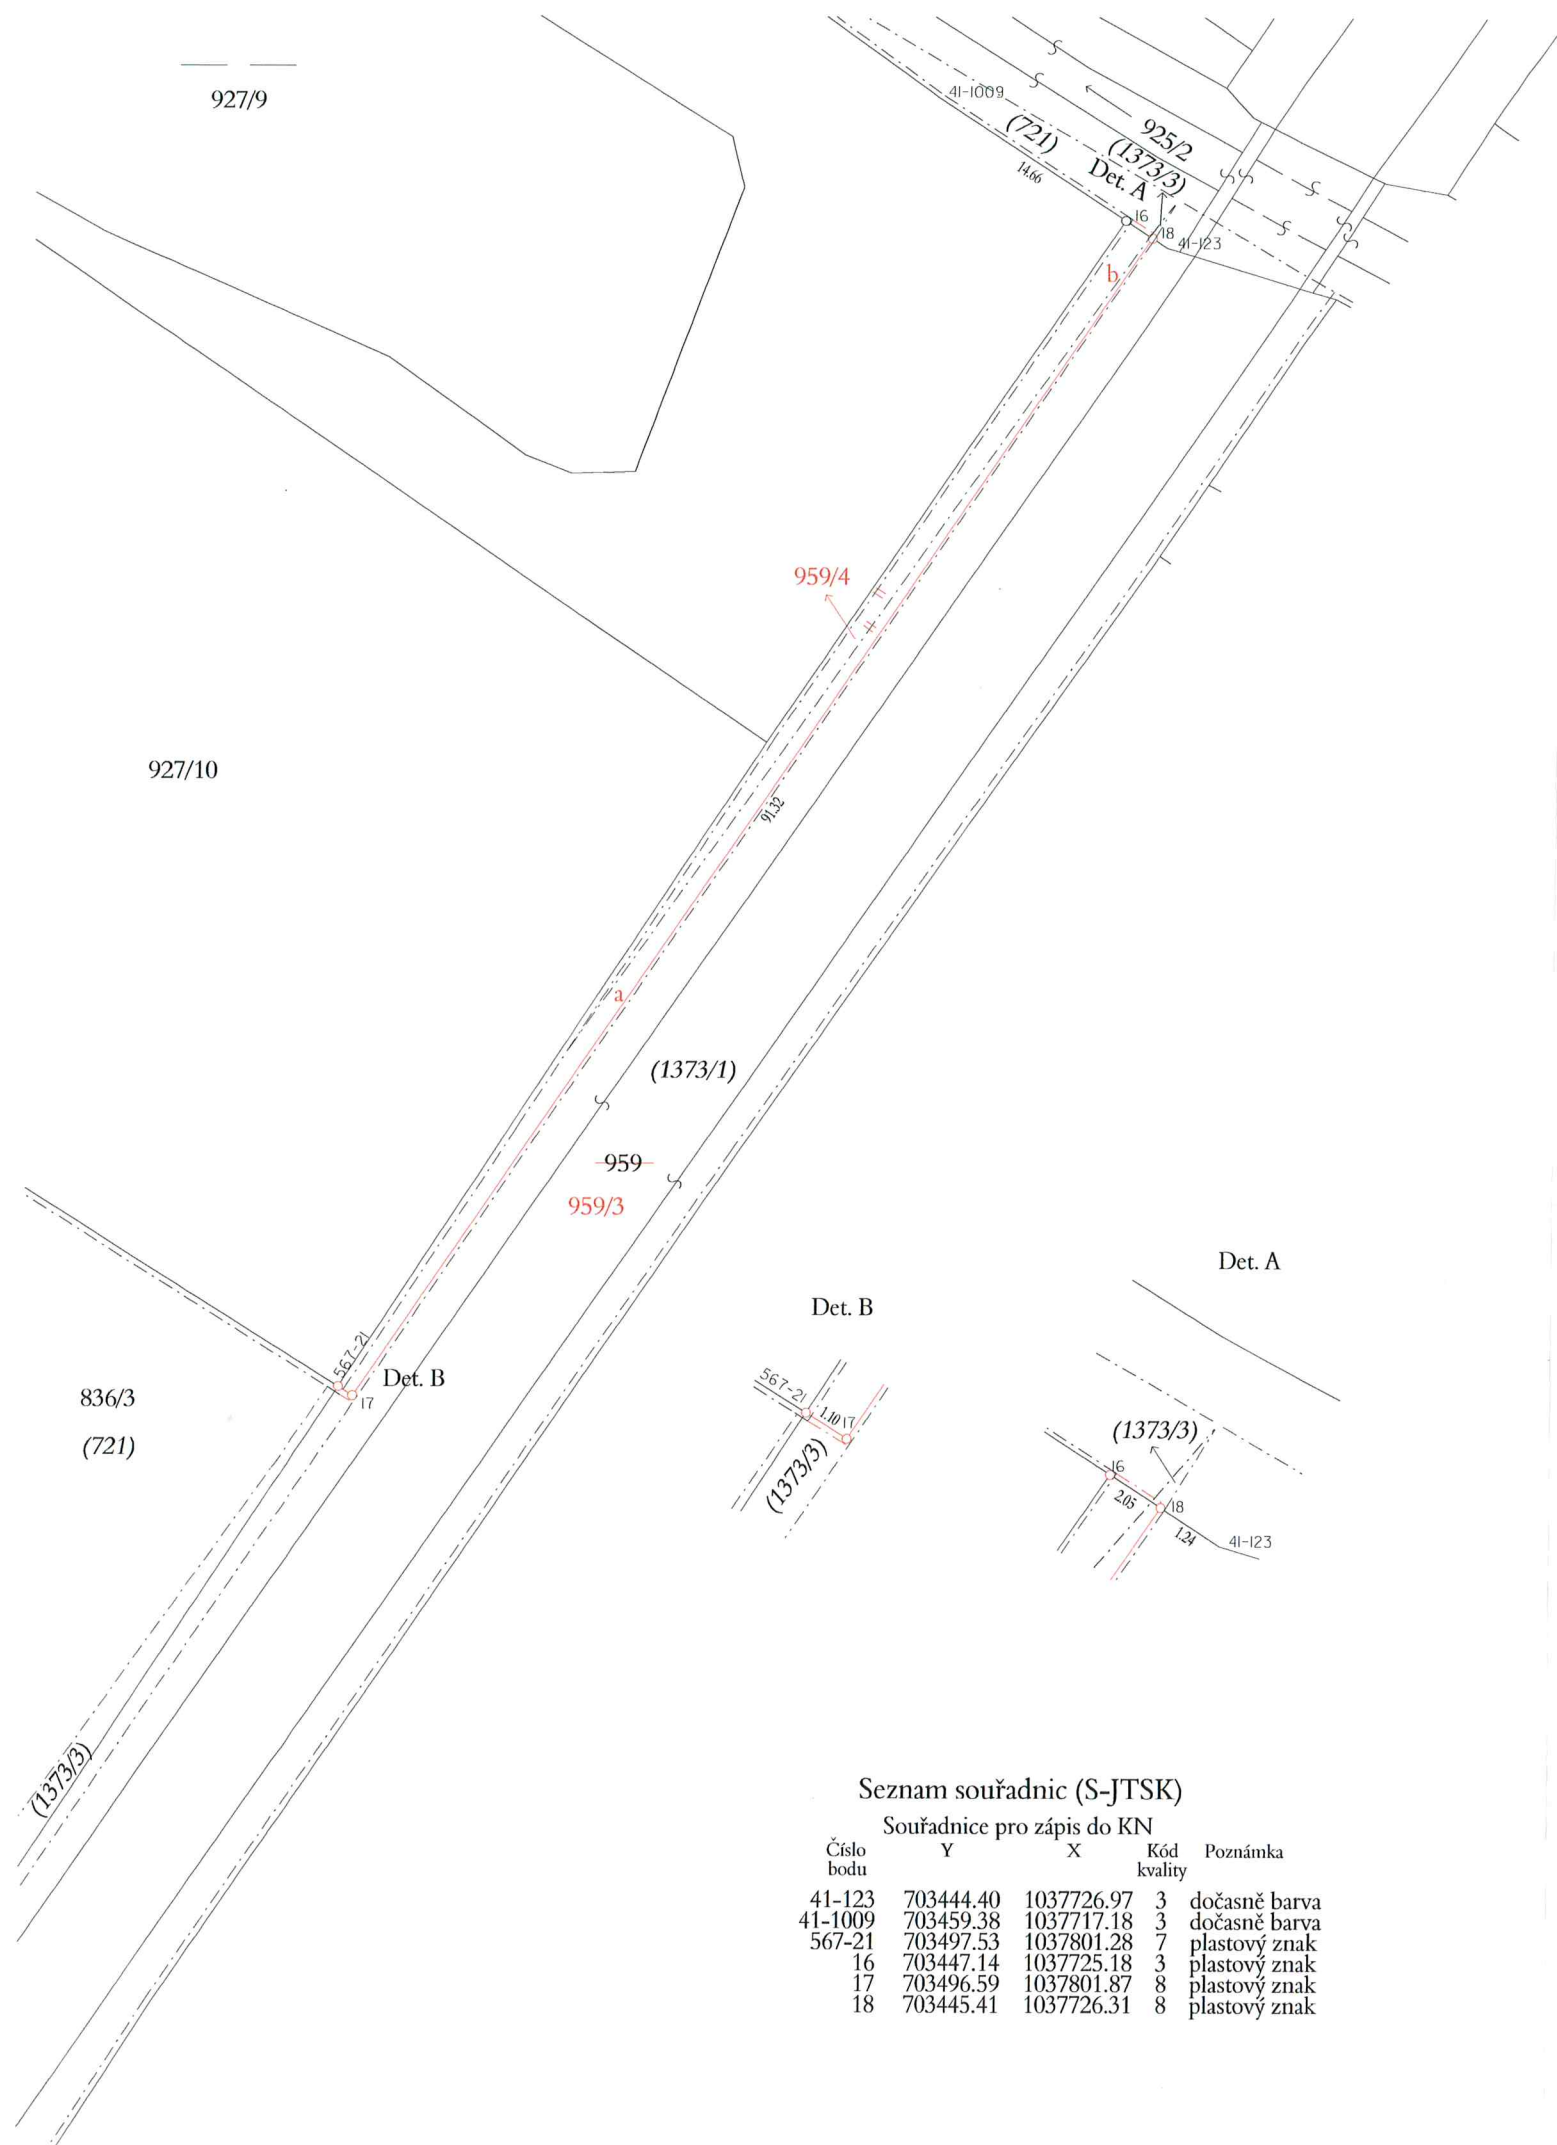 927/9
41-1009
(721)
925/2
(1373/3)
Det. A
14.66
16
18
41-123
b
959/4
927/10
91.32
a
(1373/1)
959
959/3
Det. A
Det. B
567-21
Det. B
17
836/3
(721)
567-21
1.10
17
(1373/3)
(1373/3)
16
2.05
18
1.24
41-123
(1373/3)
Seznam souřadnic (S-JTSK)
Souřadnice pro zápis do KN
Číslo bodu Y X Kód kvality Poznámka
41-123 703444.40 1037726.97 3 dočasně barva
41-1009 703459.38 1037717.18 3 dočasně barva
567-21 703497.53 1037801.28 7 plastový znak
16 703447.14 1037725.18 3 plastový znak
17 703496.59 1037801.87 8 plastový znak
18 703445.41 1037726.31 8 plastový znak